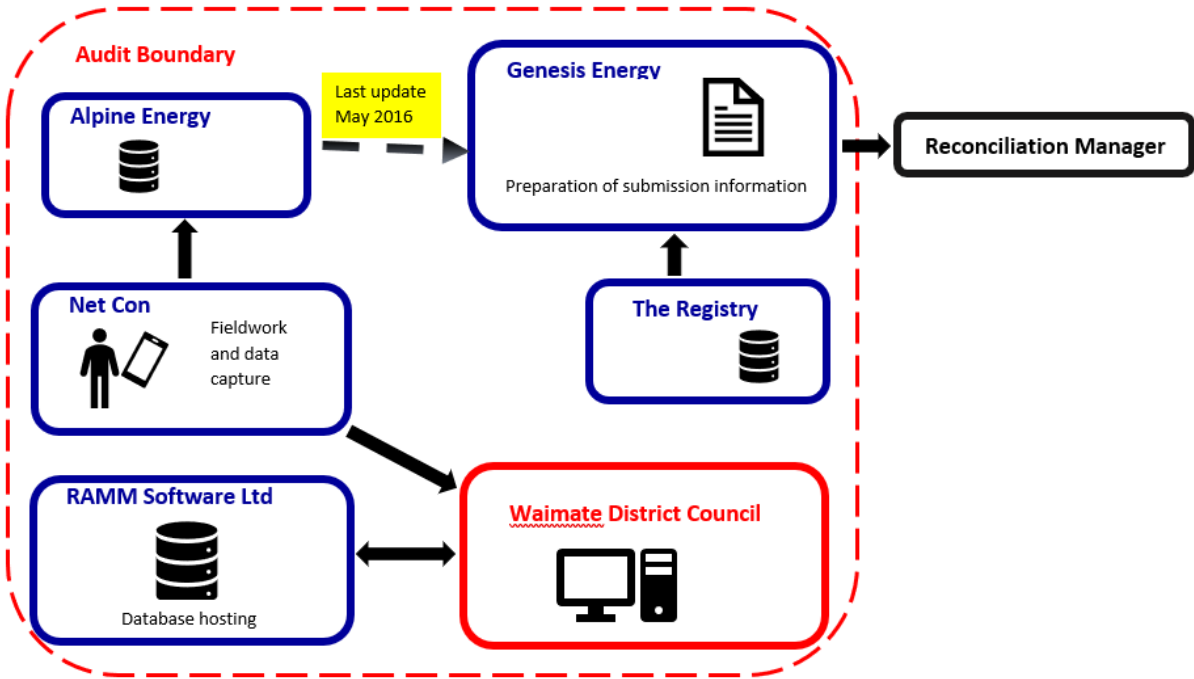 Audit Boundary
Alpine Energy
Last update
May 2016
Genesis Energy
Preparation of submission information
Reconciliation Manager
Net Con
Fieldwork
and data
capture
The Registry
RAMM Software Ltd
Database hosting
Waimate District Council